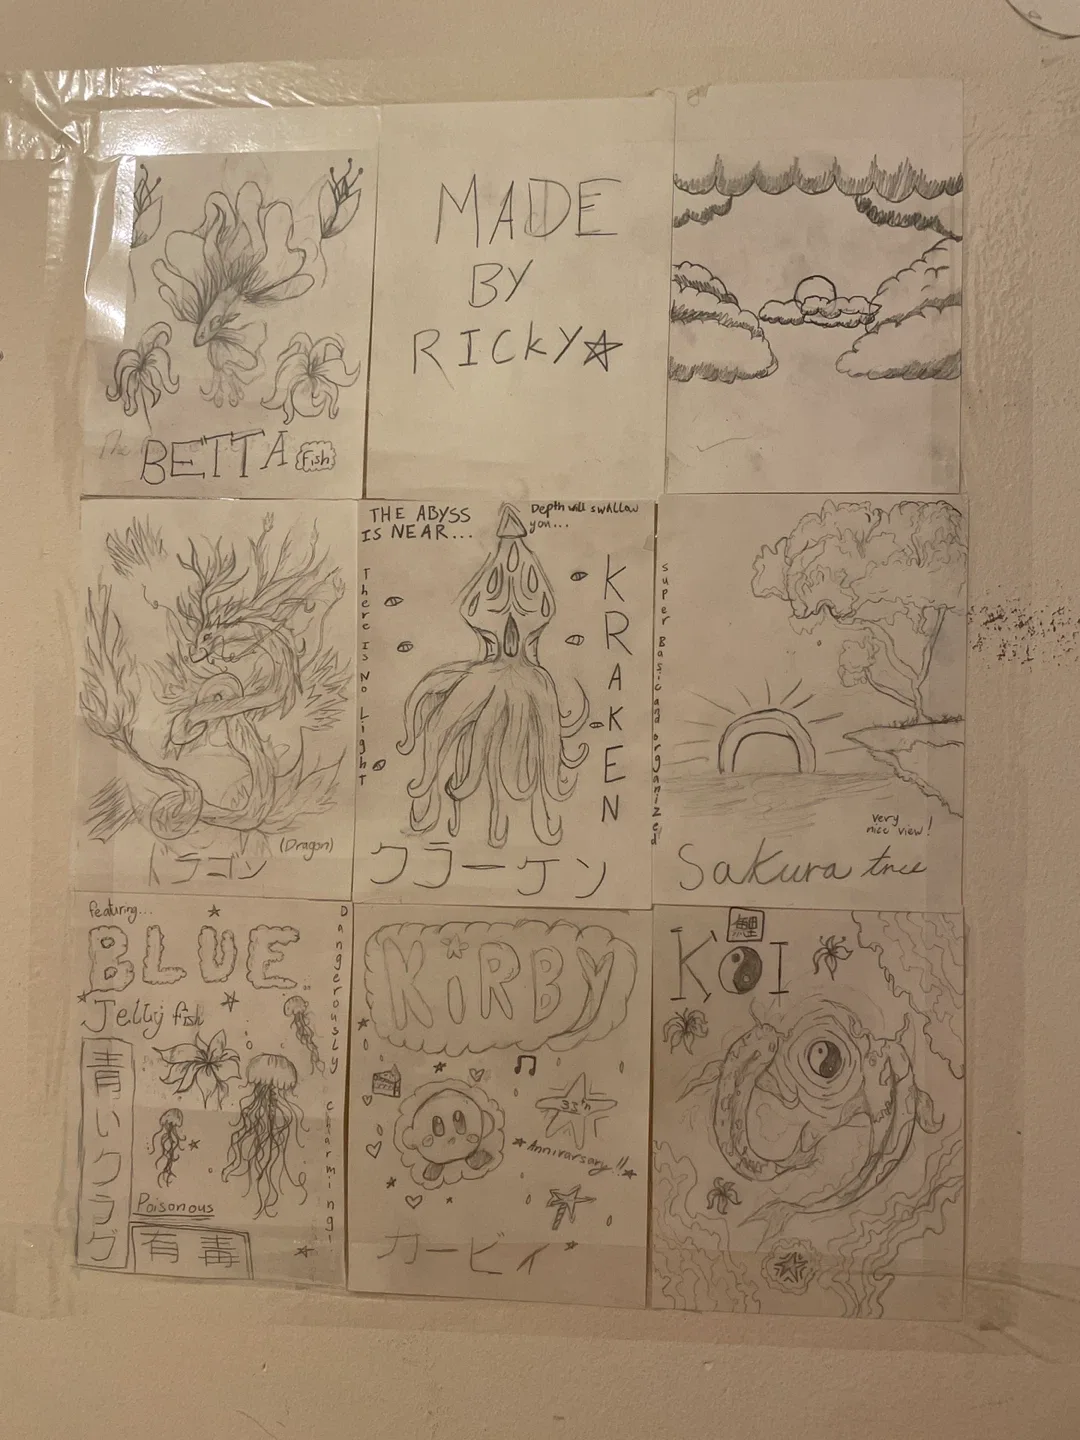 The
BETTA Fish
MADE
BY
RICKY
ドラゴン
(Dragon)
THE ABYSS
IS NEAR...
Depth will swallow
you...
There Is No Light
KRAKEN
クラーケン
super Basic and organized
very
nice view!
Sakura tree
featuring...
BLUE
Jelly fish
Dangerously charming!
青いクラゲ
Poisonous
有毒
KiRBY
33'n
Annivarsary!!
カービィ
鯉
KOI